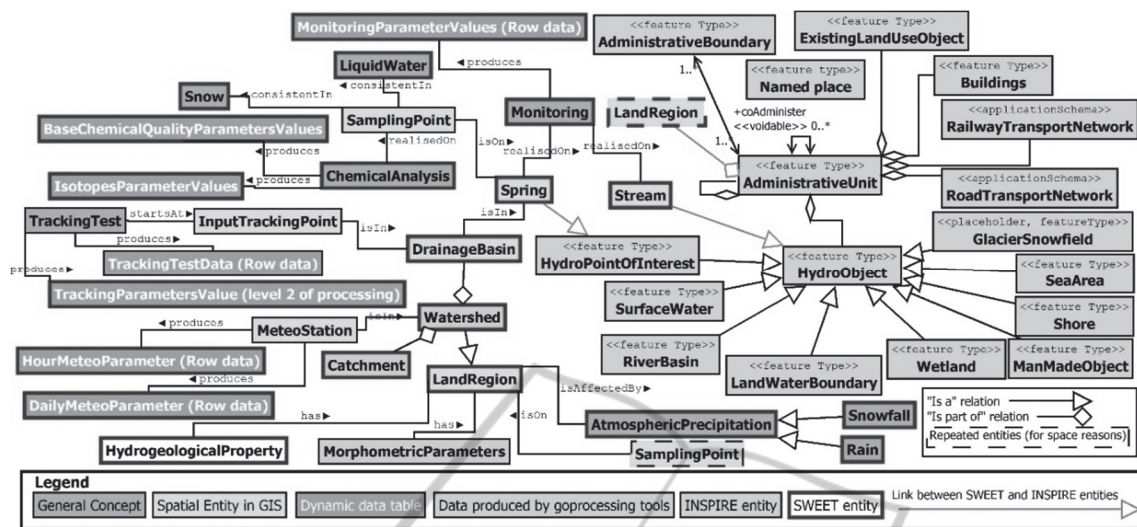 MonitoringParameterValues (Row data)
<<feature Type>>
AdministrativeBoundary
<<feature Type>>
ExistingLandUseObject
LiquidWater
◄produces
1..*
<<feature type>>
Named place
<<feature Type>>
Buildings
Snow
◄consistentIn
◄consistentIn
SamplingPoint
Monitoring
LandRegion
+coAdminister
<<voidable>> 0..*
<<applicationSchema>>
RailwayTransportNetwork
BaseChemicalQualityParametersValues
◄realisedOn
isOn►
realisedOn►
realisedOn►
1..*
◄produces
ChemicalAnalysis
<<feature Type>>
AdministrativeUnit
<<applicationSchema>>
RoadTransportNetwork
IsotopesParameterValues
◄produces
Spring
Stream
TrackingTest
startsAt►
InputTrackingPoint
isIn►
isIn►
DrainageBasin
<<placeholder, featureType>>
GlacierSnowfield
produces►
TrackingTestData (Row data)
<<feature Type>>
HydroPointOfInterest
<<feature Type>>
HydroObject
<<feature Type>>
SeaArea
produces►
TrackingParametersValue (level 2 of processing)
<<feature Type>>
SurfaceWater
<<feature Type>>
Shore
◄produces
MeteoStation
isIn►
Watershed
<<feature Type>>
RiverBasin
<<feature Type>>
LandWaterBoundary
<<feature Type>>
Wetland
<<feature Type>>
ManMadeObject
HourMeteoParameter (Row data)
Catchment
◄produces
LandRegion
isAffectedBy►
DailyMeteoParameter (Row data)
"Is a" relation
"Is part of" relation
Repeated entities (for space reasons)
has►
has►
◄isOn
AtmosphericPrecipitation
Snowfall
HydrogeologicalProperty
MorphometricParameters
SamplingPoint
Rain
Legend
General Concept
Spatial Entity in GIS
Dynamic data table
Data produced by goprocessing tools
INSPIRE entity
SWEET entity
Link between SWEET and INSPIRE entities